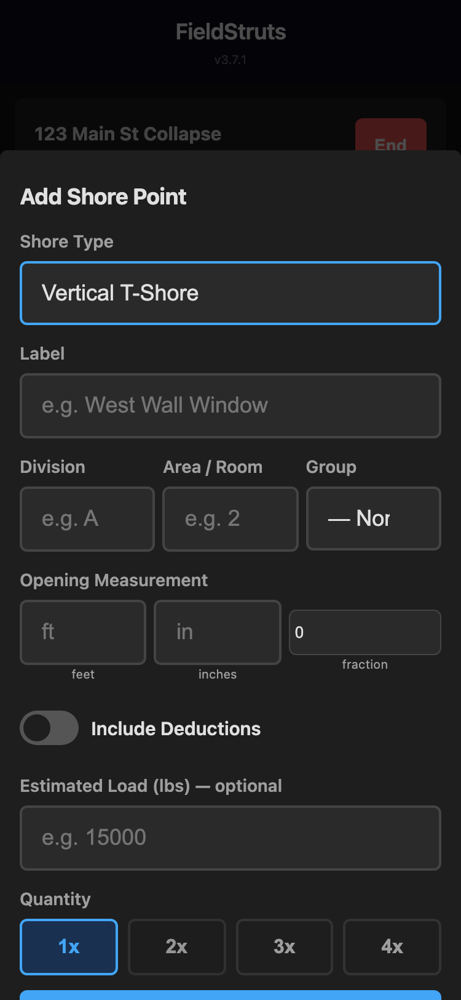 FieldStruts
v3.7.1
123 Main St Collapse
End
Add Shore Point
Shore Type
Vertical T-Shore
Label
e.g. West Wall Window
Division Area / Room Group
e.g. A e.g. 2 — Nor
Opening Measurement
ft in 0
feet inches fraction
Include Deductions
Estimated Load (lbs) — optional
e.g. 15000
Quantity
1x 2x 3x 4x